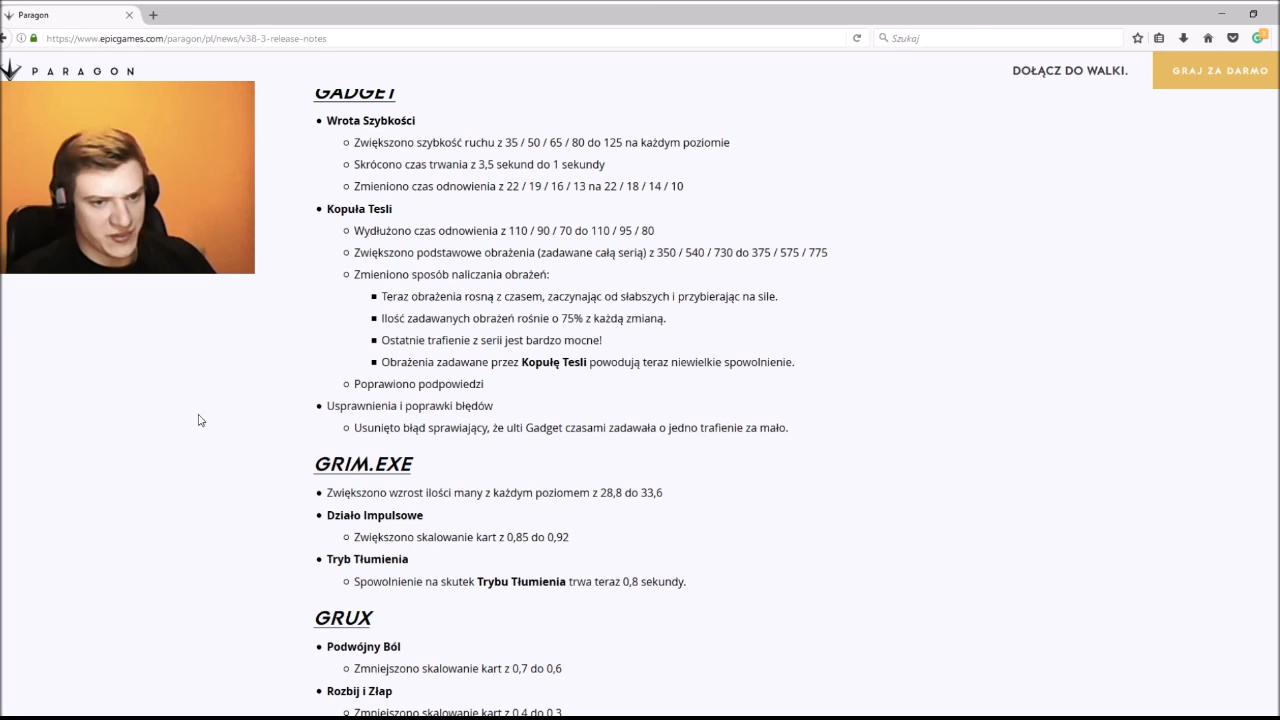 Paragon
https://www.epicgames.com/paragon/pl/news/v38-3-release-notes
Szukaj
PARAGON
DOŁĄCZ DO WALKI.
GRAJ ZA DARMO
GADGET
Wrota Szybkości
Zwiększono szybkość ruchu z 35 / 50 / 65 / 80 do 125 na każdym poziomie
Skrócono czas trwania z 3,5 sekund do 1 sekundy
Zmieniono czas odnowienia z 22 / 19 / 16 / 13 na 22 / 18 / 14 / 10
Kopuła Tesli
Wydłużono czas odnowienia z 110 / 90 / 70 do 110 / 95 / 80
Zwiększono podstawowe obrażenia (zadawane całą serią) z 350 / 540 / 730 do 375 / 575 / 775
Zmieniono sposób naliczania obrażeń:
Teraz obrażenia rosną z czasem, zaczynając od słabszych i przybierając na sile.
Ilość zadawanych obrażeń rośnie o 75% z każdą zmianą.
Ostatnie trafienie z serii jest bardzo mocne!
Obrażenia zadawane przez Kopułę Tesli powodują teraz niewielkie spowolnienie.
Poprawiono podpowiedzi
Usprawnienia i poprawki błędów
Usunięto błąd sprawiający, że ulti Gadget czasami zadawała o jedno trafienie za mało.
GRIM.EXE
Zwiększono wzrost ilości many z każdym poziomem z 28,8 do 33,6
Działo Impulsowe
Zwiększono skalowanie kart z 0,85 do 0,92
Tryb Tłumienia
Spowolnienie na skutek Trybu Tłumienia trwa teraz 0,8 sekundy.
GRUX
Podwójny Ból
Zmniejszono skalowanie kart z 0,7 do 0,6
Rozbij i Złap
Zmniejszono skalowanie kart z 0,4 do 0,3